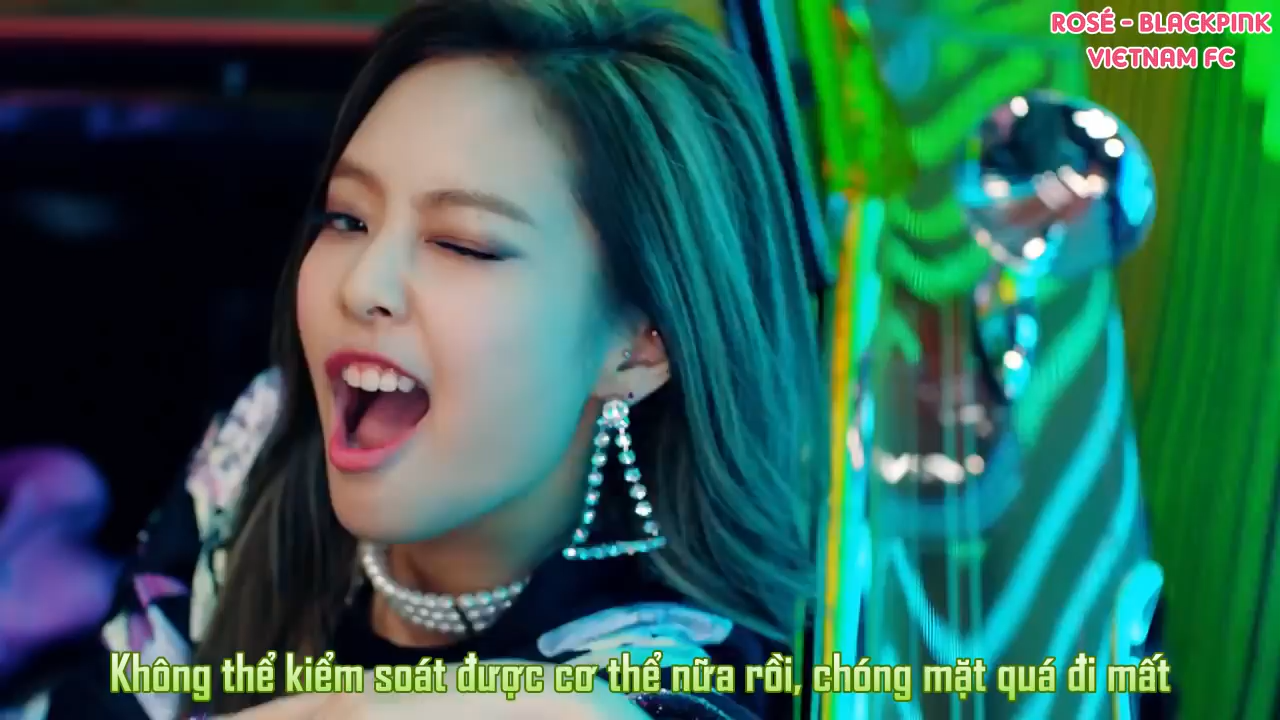 ROSÉ - BLACKPINK
VIETNAM FC
Không thể kiểm soát được cơ thể nữa rồi, chóng mặt quá đi mất